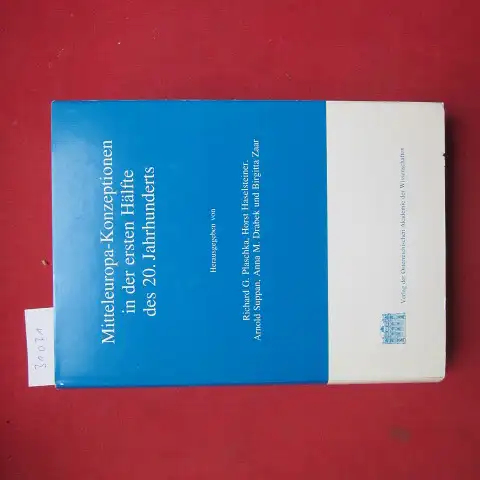 Mitteleuropa-Konzeptionen
in der ersten Hälfte
des 20. Jahrhunderts
Herausgegeben von
Richard G. Plaschka, Horst Haselsteiner,
Arnold Suppan, Anna M. Drabek und Birgitta Zaar
Verlag der Österreichischen Akademie der Wissenschaften